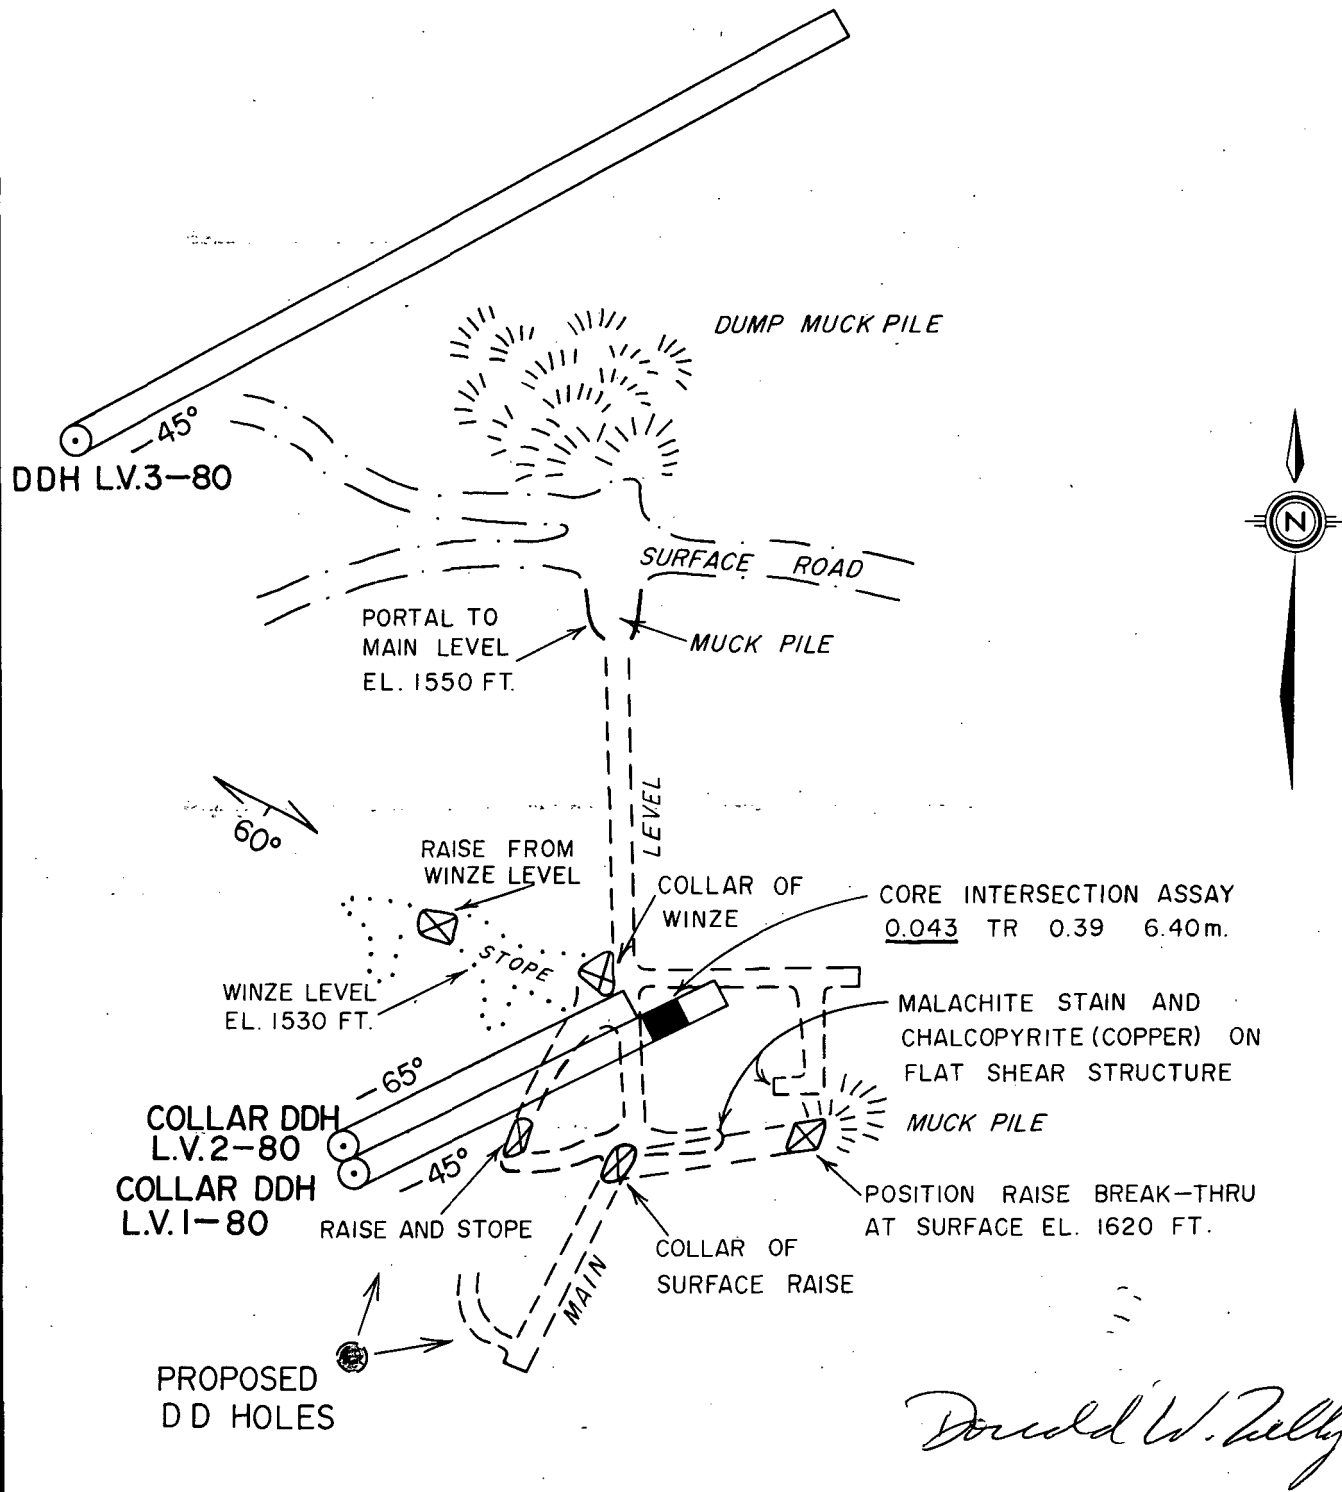 DUMP MUCK PILE
–45°
DDH L.V.3–80
N
SURFACE ROAD
PORTAL TO
MAIN LEVEL
EL. 1550 FT.
MUCK PILE
LEVEL
60°
RAISE FROM
WINZE LEVEL
COLLAR OF
WINZE
CORE INTERSECTION ASSAY
0.043 TR 0.39 6.40m.
STOPE
WINZE LEVEL
EL. 1530 FT.
MALACHITE STAIN AND
CHALCOPYRITE (COPPER) ON
FLAT SHEAR STRUCTURE
–65°
COLLAR DDH
L.V.2–80
MUCK PILE
–45°
COLLAR DDH
L.V.1–80
RAISE AND STOPE
POSITION RAISE BREAK–THRU
AT SURFACE EL. 1620 FT.
COLLAR OF
SURFACE RAISE
MAIN
PROPOSED
D D HOLES
Donald W. Tully